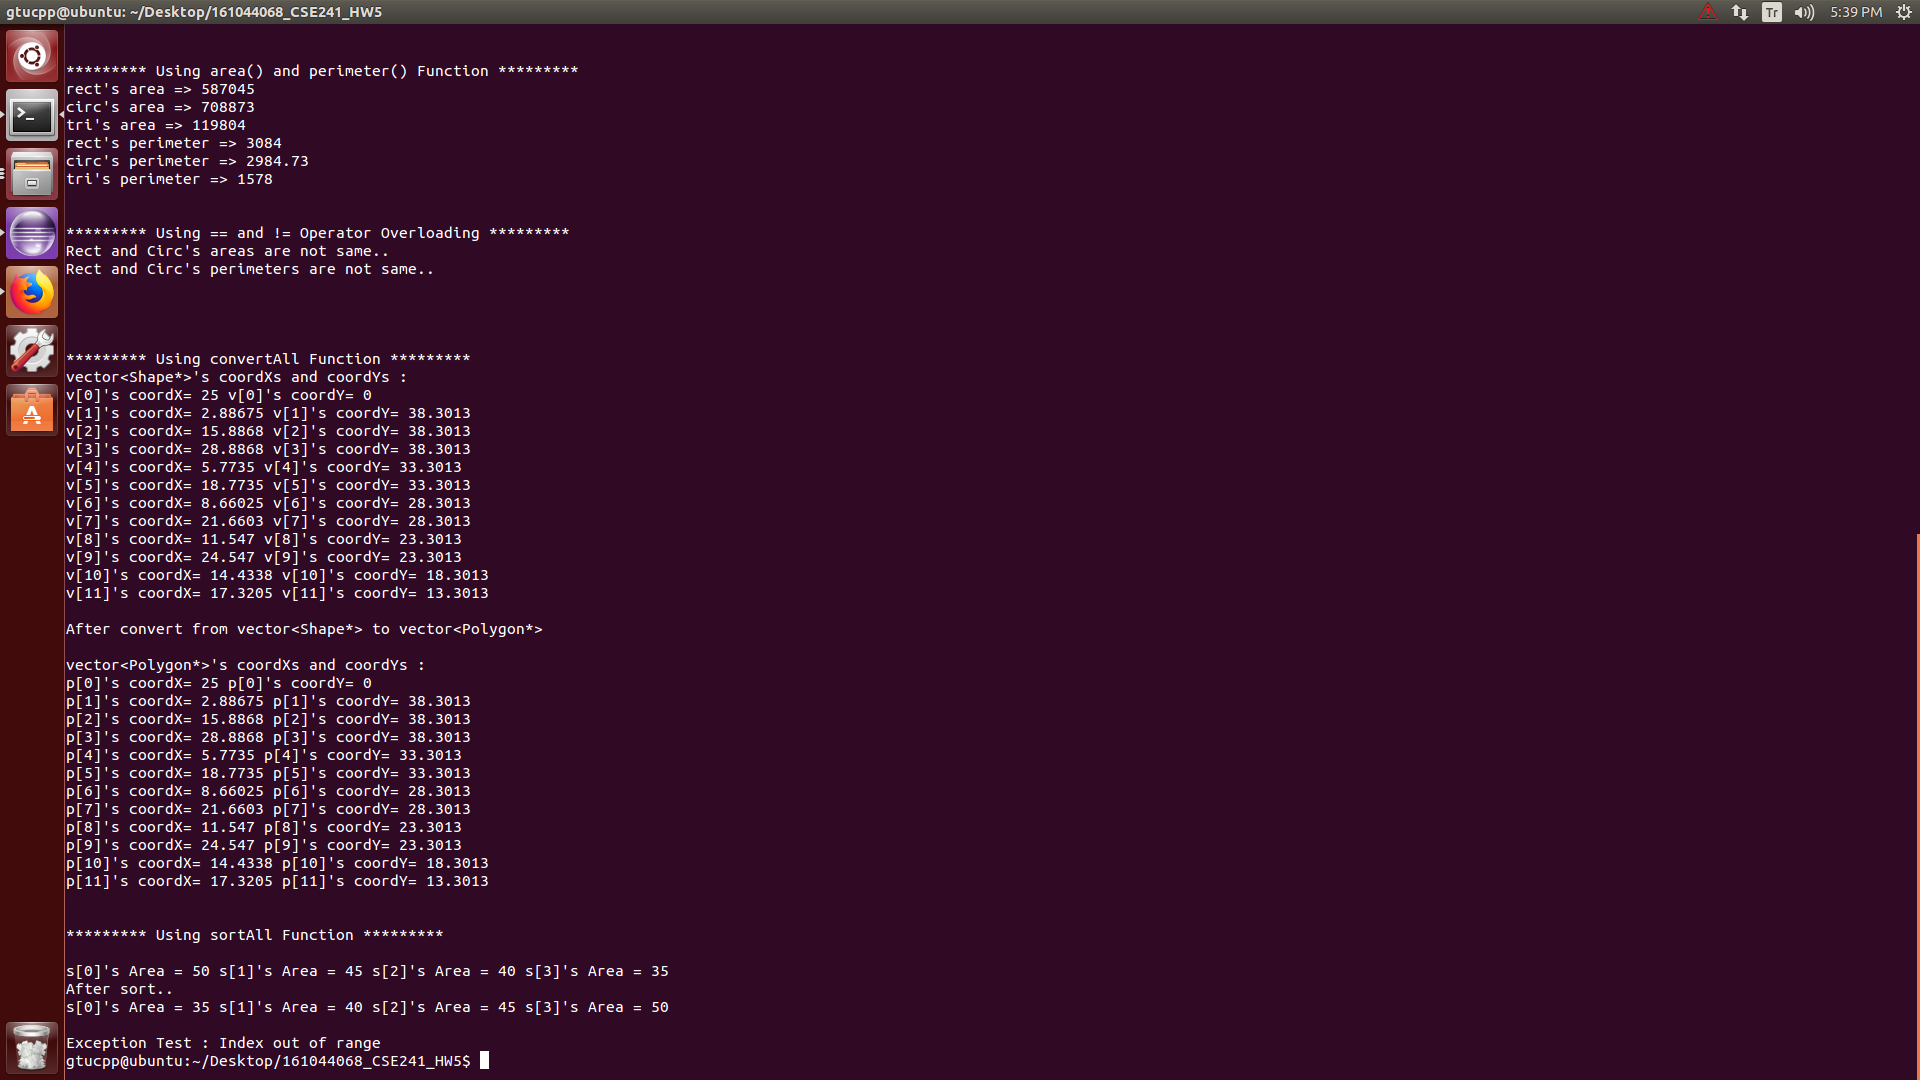 gtucpp@ubuntu: ~/Desktop/161044068_CSE241_HW5
Tr
5:39 PM
********* Using area() and perimeter() Function *********
rect's area => 587045
circ's area => 708873
tri's area => 119804
rect's perimeter => 3084
circ's perimeter => 2984.73
tri's perimeter => 1578
********* Using == and != Operator Overloading *********
Rect and Circ's areas are not same..
Rect and Circ's perimeters are not same..
********* Using convertAll Function *********
vector<Shape*>'s coordXs and coordYs :
v[0]'s coordX= 25 v[0]'s coordY= 0
v[1]'s coordX= 2.88675 v[1]'s coordY= 38.3013
v[2]'s coordX= 15.8868 v[2]'s coordY= 38.3013
v[3]'s coordX= 28.8868 v[3]'s coordY= 38.3013
v[4]'s coordX= 5.7735 v[4]'s coordY= 33.3013
v[5]'s coordX= 18.7735 v[5]'s coordY= 33.3013
v[6]'s coordX= 8.66025 v[6]'s coordY= 28.3013
v[7]'s coordX= 21.6603 v[7]'s coordY= 28.3013
v[8]'s coordX= 11.547 v[8]'s coordY= 23.3013
v[9]'s coordX= 24.547 v[9]'s coordY= 23.3013
v[10]'s coordX= 14.4338 v[10]'s coordY= 18.3013
v[11]'s coordX= 17.3205 v[11]'s coordY= 13.3013
After convert from vector<Shape*> to vector<Polygon*>
vector<Polygon*>'s coordXs and coordYs :
p[0]'s coordX= 25 p[0]'s coordY= 0
p[1]'s coordX= 2.88675 p[1]'s coordY= 38.3013
p[2]'s coordX= 15.8868 p[2]'s coordY= 38.3013
p[3]'s coordX= 28.8868 p[3]'s coordY= 38.3013
p[4]'s coordX= 5.7735 p[4]'s coordY= 33.3013
p[5]'s coordX= 18.7735 p[5]'s coordY= 33.3013
p[6]'s coordX= 8.66025 p[6]'s coordY= 28.3013
p[7]'s coordX= 21.6603 p[7]'s coordY= 28.3013
p[8]'s coordX= 11.547 p[8]'s coordY= 23.3013
p[9]'s coordX= 24.547 p[9]'s coordY= 23.3013
p[10]'s coordX= 14.4338 p[10]'s coordY= 18.3013
p[11]'s coordX= 17.3205 p[11]'s coordY= 13.3013
********* Using sortAll Function *********
s[0]'s Area = 50 s[1]'s Area = 45 s[2]'s Area = 40 s[3]'s Area = 35
After sort..
s[0]'s Area = 35 s[1]'s Area = 40 s[2]'s Area = 45 s[3]'s Area = 50
Exception Test : Index out of range
gtucpp@ubuntu:~/Desktop/161044068_CSE241_HW5$